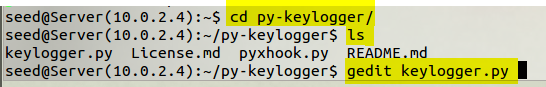 seed@Server(10.0.2.4):~$ cd py-keylogger/
seed@Server(10.0.2.4):~/py-keylogger$ ls
keylogger.py  License.md  pyxhook.py  README.md
seed@Server(10.0.2.4):~/py-keylogger$ gedit keylogger.py